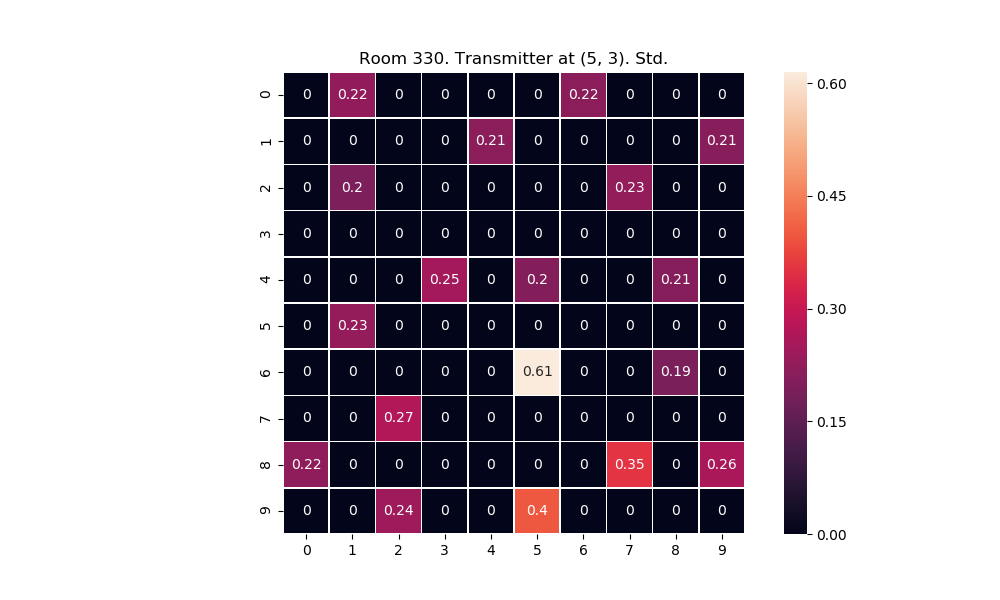 Room 330. Transmitter at (5, 3). Std.
0 0 0.22 0 0 0 0 0.22 0 0 0
1 0 0 0 0 0.21 0 0 0 0 0.21
2 0 0.2 0 0 0 0 0 0.23 0 0
3 0 0 0 0 0 0 0 0 0 0
4 0 0 0 0.25 0 0.2 0 0 0.21 0
5 0 0.23 0 0 0 0 0 0 0 0
6 0 0 0 0 0 0.61 0 0 0.19 0
7 0 0 0.27 0 0 0 0 0 0 0
8 0.22 0 0 0 0 0 0 0.35 0 0.26
9 0 0 0.24 0 0 0.4 0 0 0 0
0 1 2 3 4 5 6 7 8 9
0.60
0.45
0.30
0.15
0.00